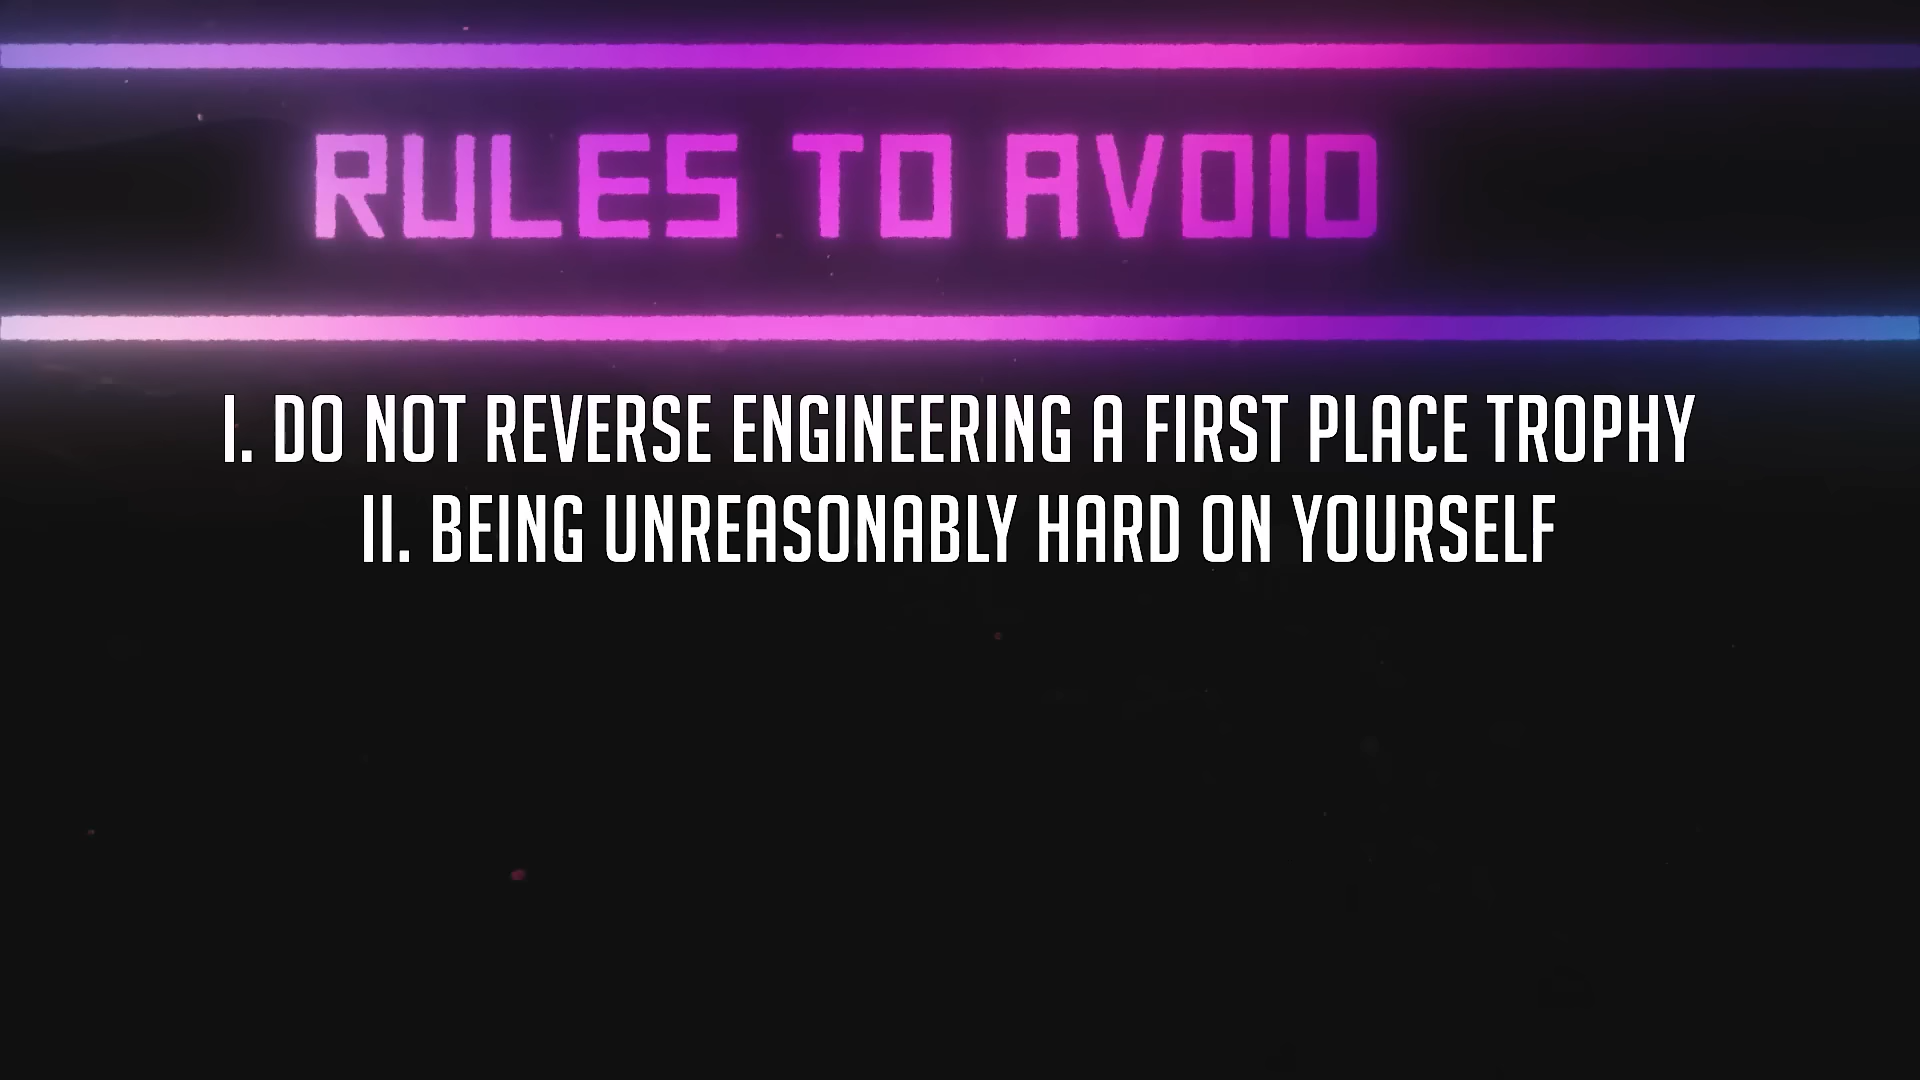 RULES TO AVOID
I. DO NOT REVERSE ENGINEERING A FIRST PLACE TROPHY
II. BEING UNREASONABLY HARD ON YOURSELF